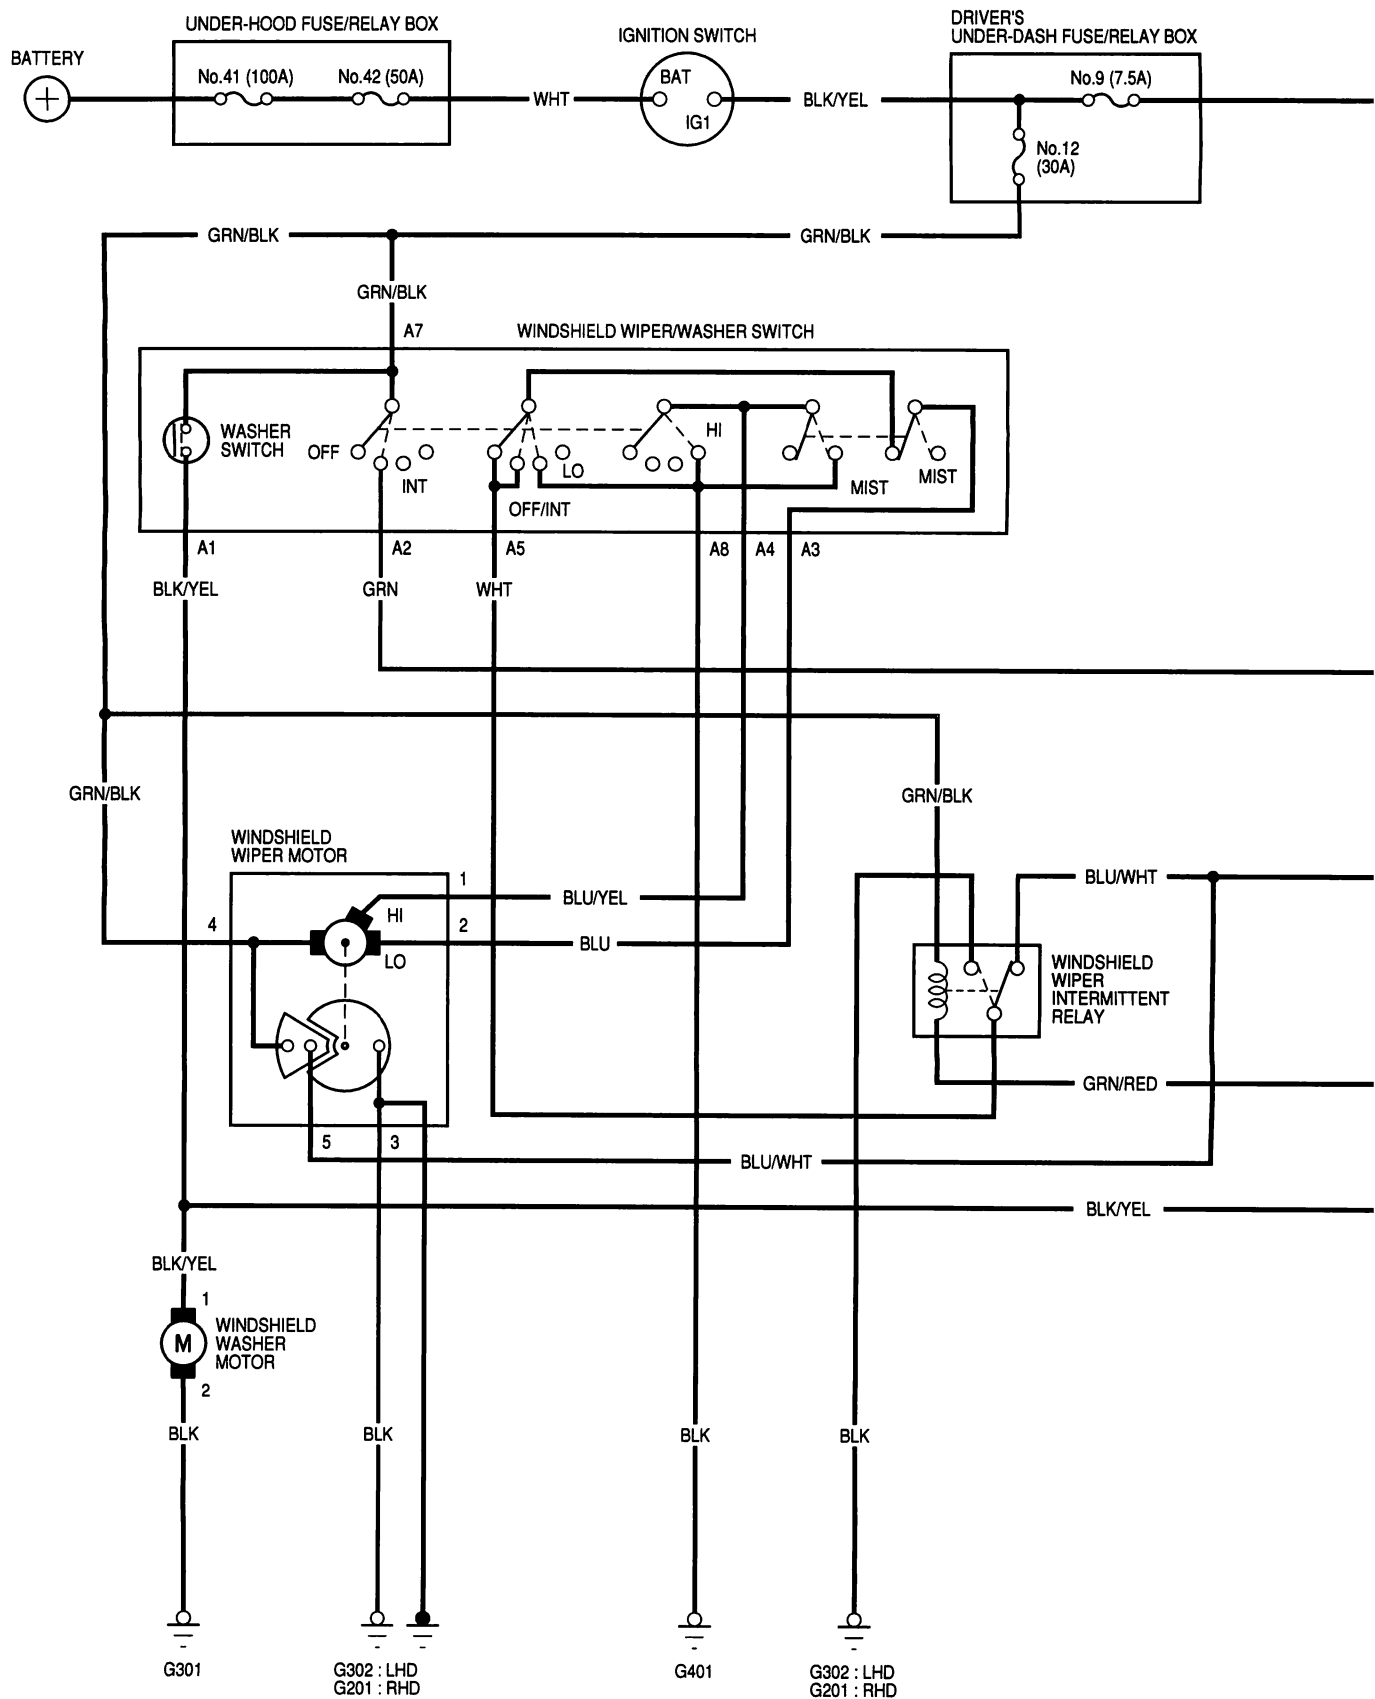 UNDER-HOOD FUSE/RELAY BOX
IGNITION SWITCH
DRIVER'S
UNDER-DASH FUSE/RELAY BOX
BATTERY
No.41 (100A)
No.42 (50A)
WHT
BAT
IG1
BLK/YEL
No.9 (7.5A)
No.12
(30A)
GRN/BLK
GRN/BLK
GRN/BLK
A7
WINDSHIELD WIPER/WASHER SWITCH
WASHER
SWITCH
OFF
INT
OFF/INT
LO
HI
MIST
MIST
A1
A2
A5
A8
A4
A3
BLK/YEL
GRN
WHT
GRN/BLK
GRN/BLK
WINDSHIELD
WIPER MOTOR
1
BLU/YEL
HI
4
2
BLU
LO
BLU/WHT
WINDSHIELD
WIPER
INTERMITTENT
RELAY
GRN/RED
5
3
BLU/WHT
BLK/YEL
BLK/YEL
1
M
WINDSHIELD
WASHER
MOTOR
2
BLK
BLK
BLK
BLK
G301
G302 : LHD
G201 : RHD
G401
G302 : LHD
G201 : RHD